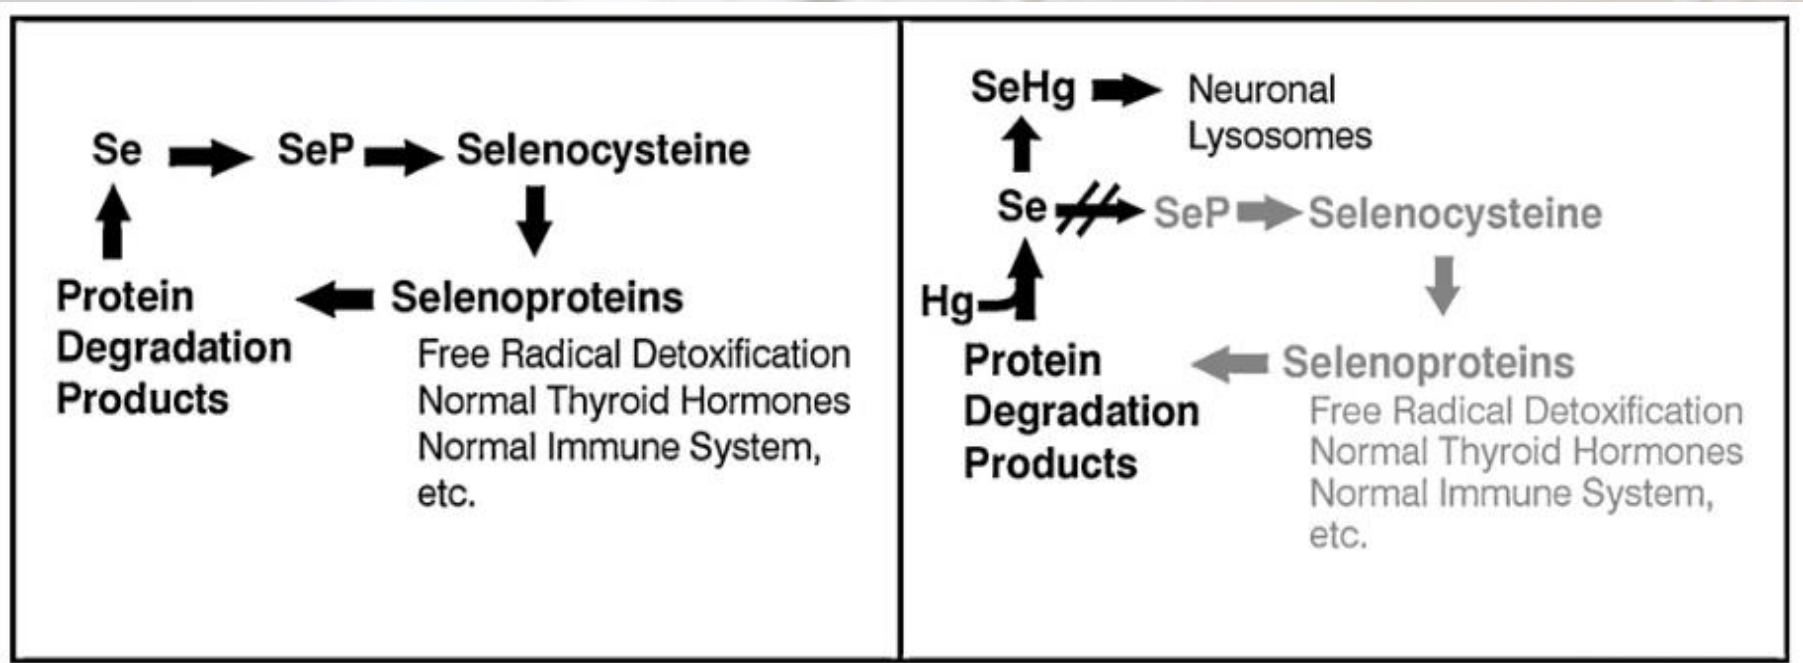 Se SeP Selenocysteine
Protein
Degradation
Products
Selenoproteins
Free Radical Detoxification
Normal Thyroid Hormones
Normal Immune System,
etc.
SeHg Neuronal
Lysosomes
Se SeP Selenocysteine
Hg
Protein
Degradation
Products
Selenoproteins
Free Radical Detoxification
Normal Thyroid Hormones
Normal Immune System,
etc.